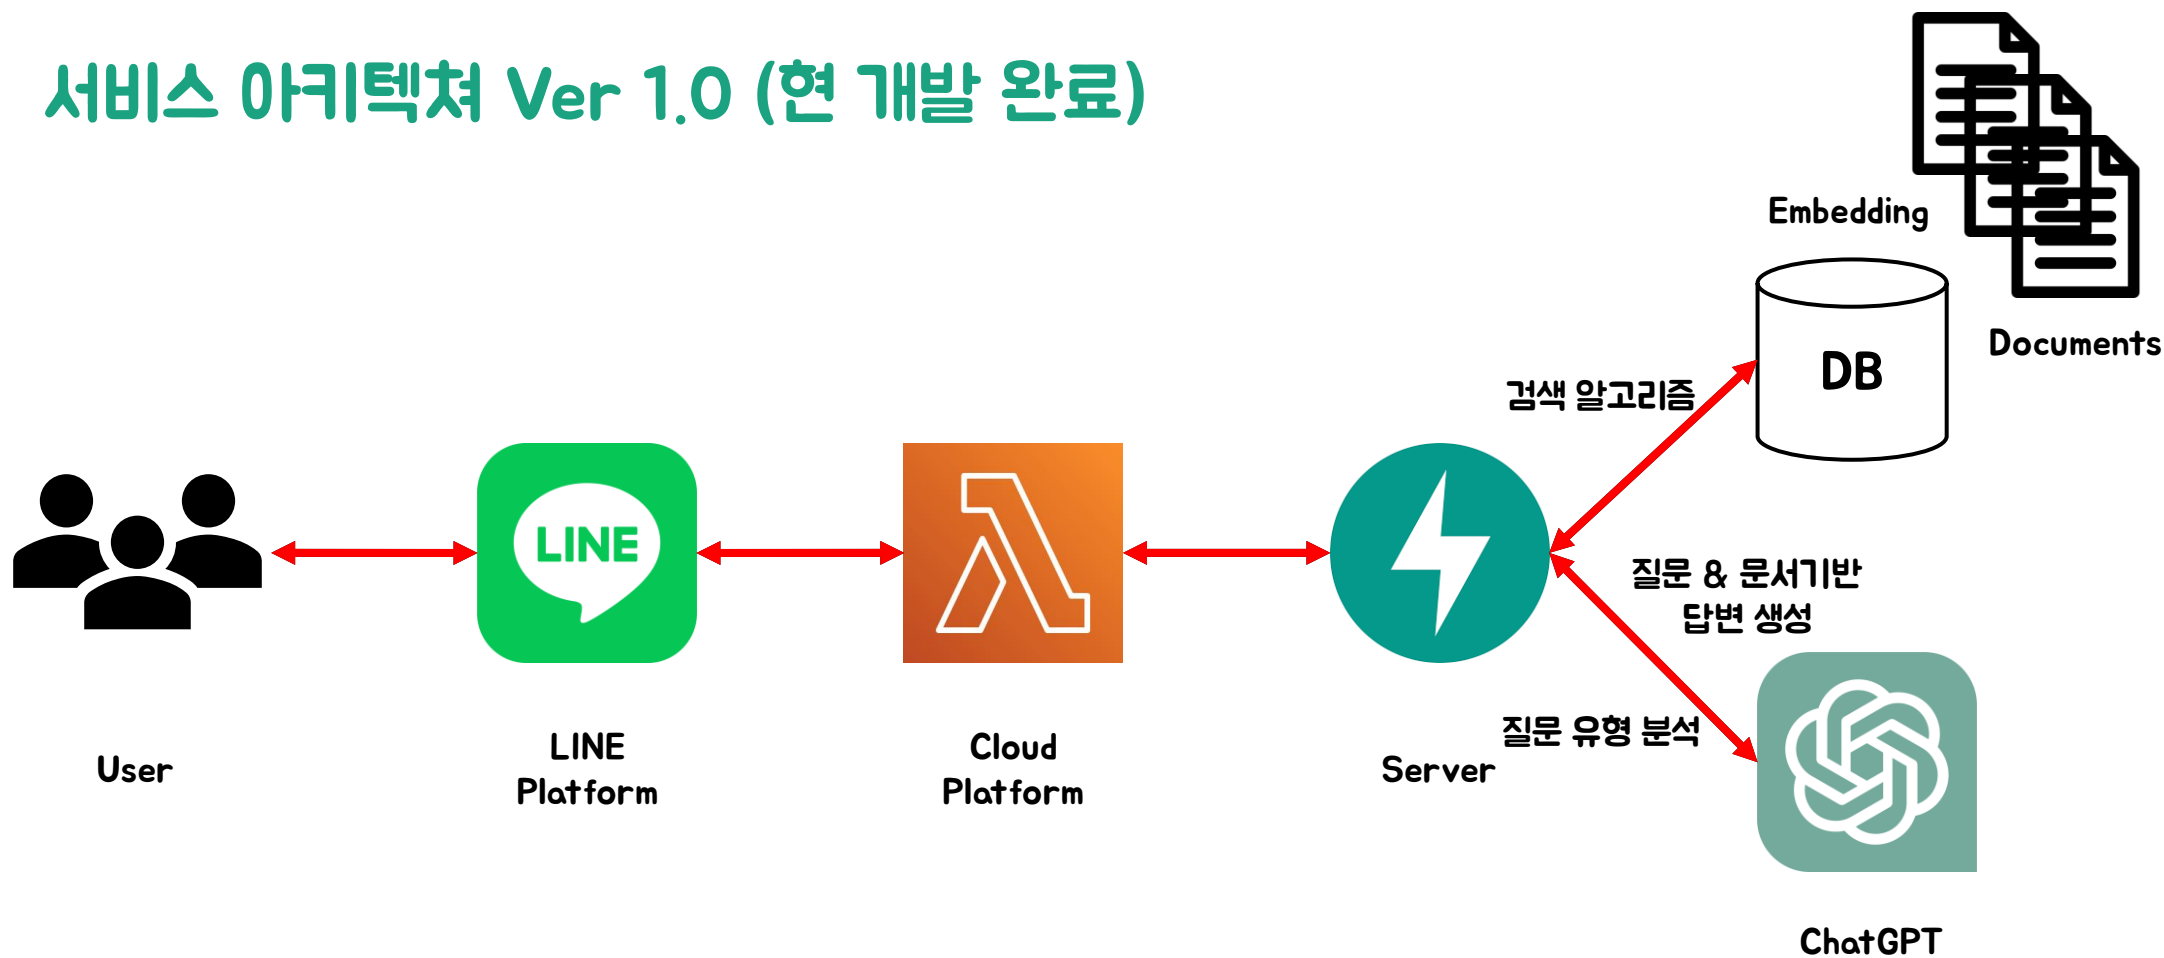 서비스 아키텍쳐 Ver 1.0 (현 개발 완료)
Embedding
Documents
DB
검색 알고리즘
LINE
질문 & 문서기반
답변 생성
질문 유형 분석
User
LINE
Platform
Cloud
Platform
Server
ChatGPT